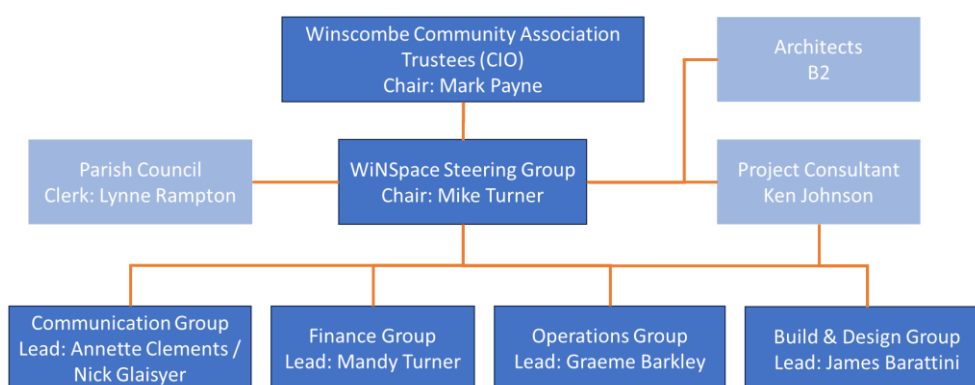 Winscombe Community Association
Trustees (CIO)
Chair: Mark Payne
Architects
B2
Parish Council
Clerk: Lynne Rampton
WiNSpace Steering Group
Chair: Mike Turner
Project Consultant
Ken Johnson
Communication Group
Lead: Annette Clements /
Nick Glaisyer
Finance Group
Lead: Mandy Turner
Operations Group
Lead: Graeme Barkley
Build & Design Group
Lead: James Barattini